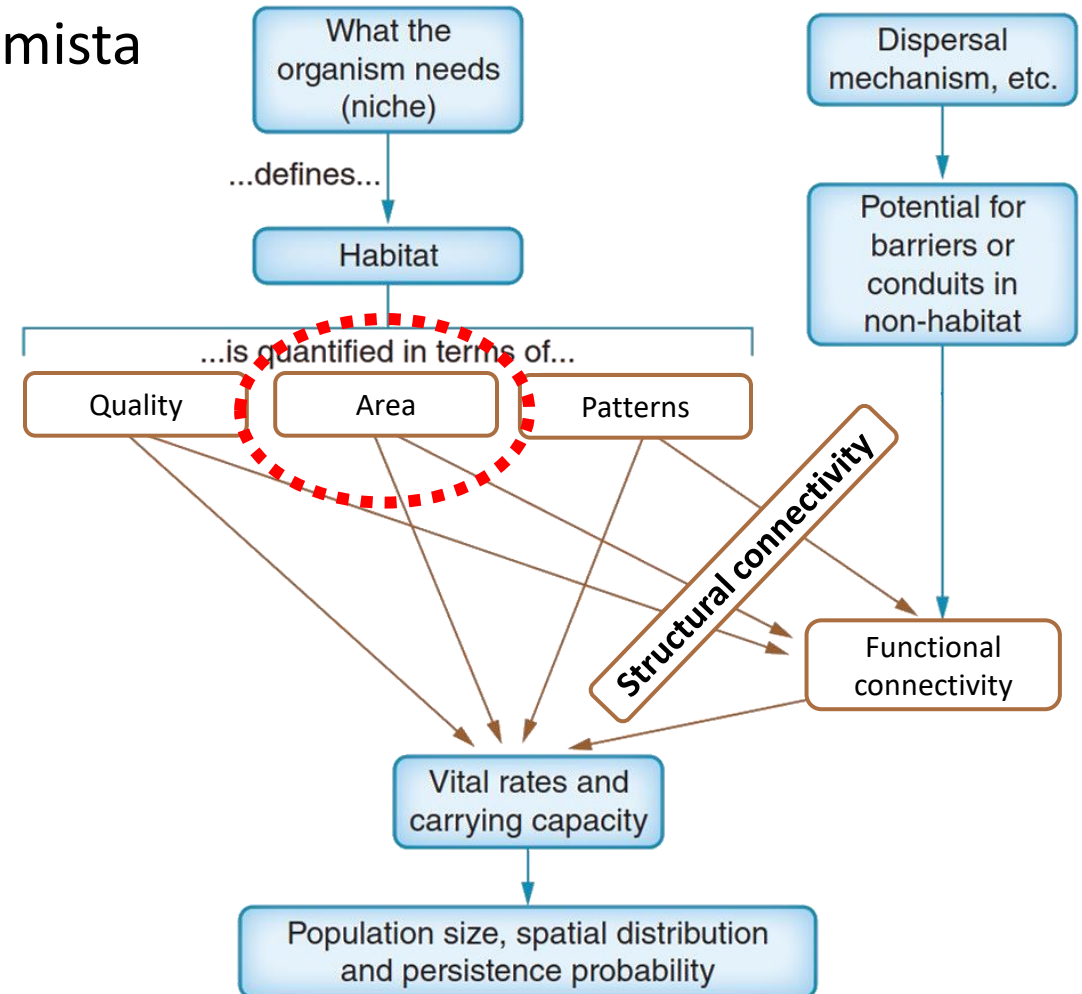 mista
What the
organism needs
(niche)
Dispersal
mechanism, etc.
...defines...
Potential for
barriers or
conduits in
non-habitat
Habitat
...is quantified in terms of...
Quality
Area
Patterns
Structural connectivity
Functional
connectivity
Vital rates and
carrying capacity
Population size, spatial distribution
and persistence probability